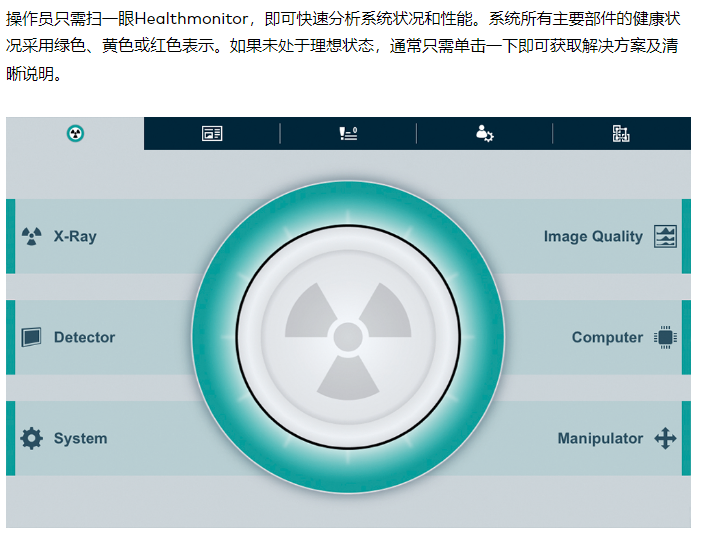 操作员只需扫一眼Healthmonitor，即可快速分析系统状况和性能。系统所有主要部件的健康状
况采用绿色、黄色或红色表示。如果未处于理想状态，通常只需单击一下即可获取解决方案及清
晰说明。
X-Ray
Image Quality
Detector
Computer
System
Manipulator